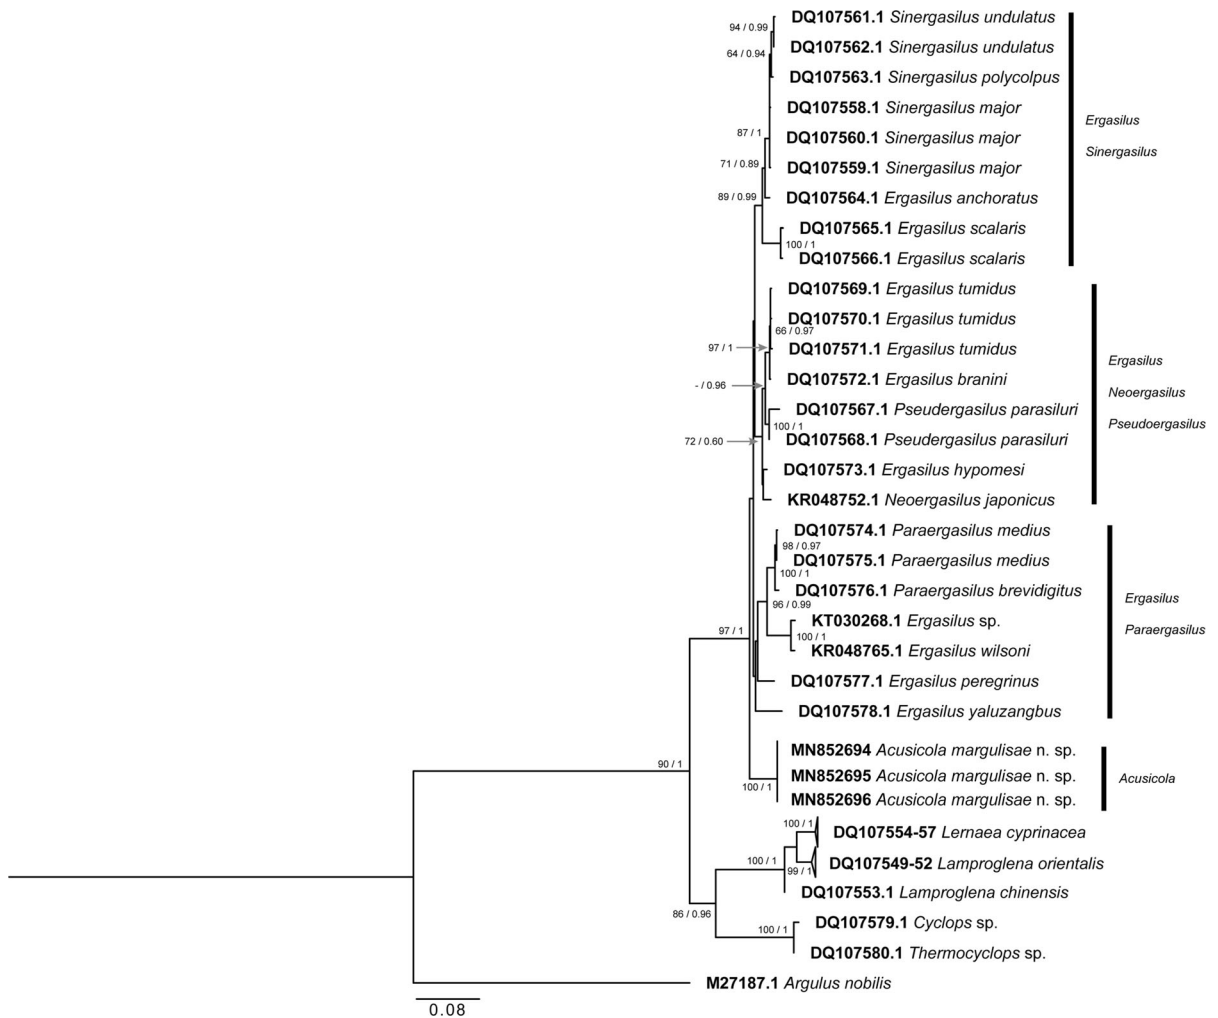 94 / 0.99
DQ107561.1 Sinergasilus undulatus
DQ107562.1 Sinergasilus undulatus
64 / 0.94
DQ107563.1 Sinergasilus polycolpus
DQ107558.1 Sinergasilus major
87 / 1
DQ107560.1 Sinergasilus major
71 / 0.89
DQ107559.1 Sinergasilus major
89 / 0.99
DQ107564.1 Ergasilus anchoratus
DQ107565.1 Ergasilus scalaris
100 / 1
DQ107566.1 Ergasilus scalaris
Ergasilus
Sinergasilus
DQ107569.1 Ergasilus tumidus
DQ107570.1 Ergasilus tumidus
66 / 0.97
97 / 1
DQ107571.1 Ergasilus tumidus
DQ107572.1 Ergasilus branini
- / 0.96
DQ107567.1 Pseudergasilus parasiluri
100 / 1
DQ107568.1 Pseudergasilus parasiluri
72 / 0.60
DQ107573.1 Ergasilus hypomesi
KR048752.1 Neoergasilus japonicus
Ergasilus
Neoergasilus
Pseudoergasilus
DQ107574.1 Paraergasilus medius
98 / 0.97
DQ107575.1 Paraergasilus medius
100 / 1
DQ107576.1 Paraergasilus brevidigitus
96 / 0.99
KT030268.1 Ergasilus sp.
100 / 1
KR048765.1 Ergasilus wilsoni
DQ107577.1 Ergasilus peregrinus
DQ107578.1 Ergasilus yaluzangbus
Ergasilus
Paraergasilus
97 / 1
MN852694 Acusicola margulisae n. sp.
MN852695 Acusicola margulisae n. sp.
100 / 1
MN852696 Acusicola margulisae n. sp.
Acusicola
90 / 1
100 / 1
DQ107554-57 Lernaea cyprinacea
100 / 1
DQ107549-52 Lamproglena orientalis
99 / 1
DQ107553.1 Lamproglena chinensis
86 / 0.96
DQ107579.1 Cyclops sp.
100 / 1
DQ107580.1 Thermocyclops sp.
M27187.1 Argulus nobilis
0.08